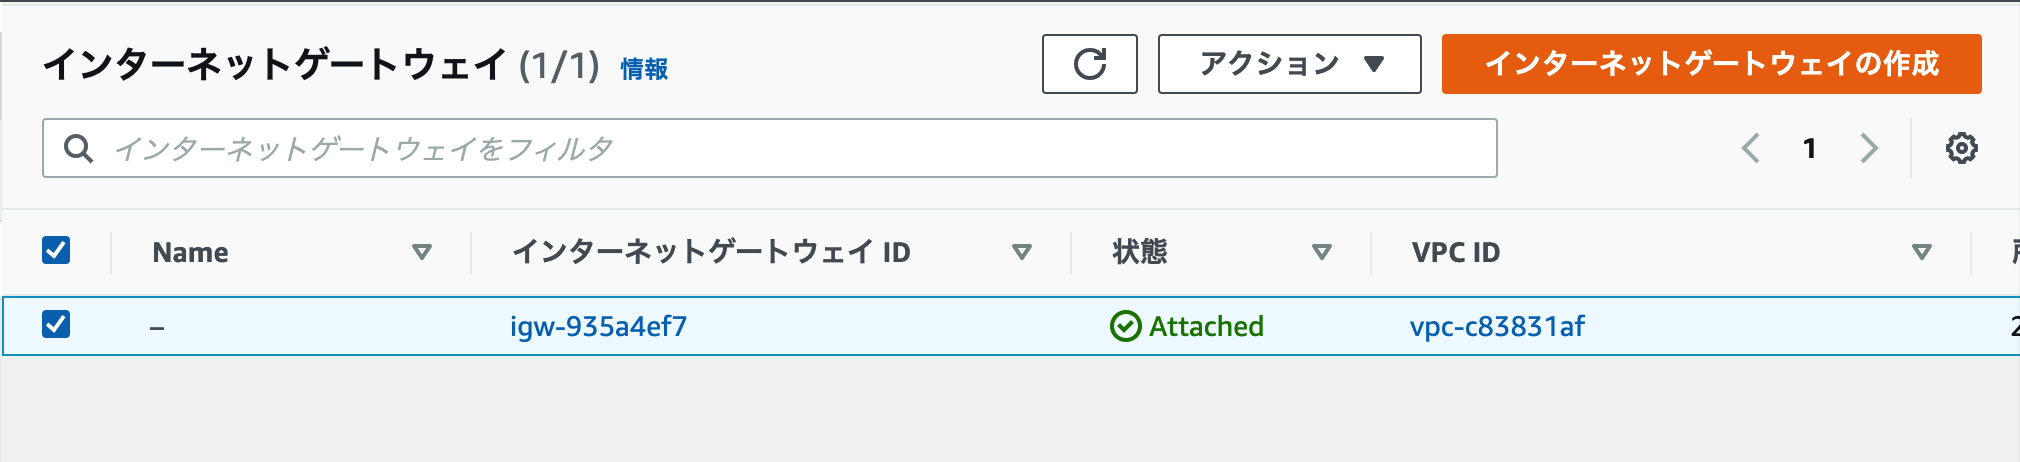 インターネットゲートウェイ (1/1) 情報 アクション ▼ インターネットゲートウェイの作成
インターネットゲートウェイをフィルタ 1
Name インターネットゲートウェイ ID 状態 VPC ID
– igw-935a4ef7 Attached vpc-c83831af